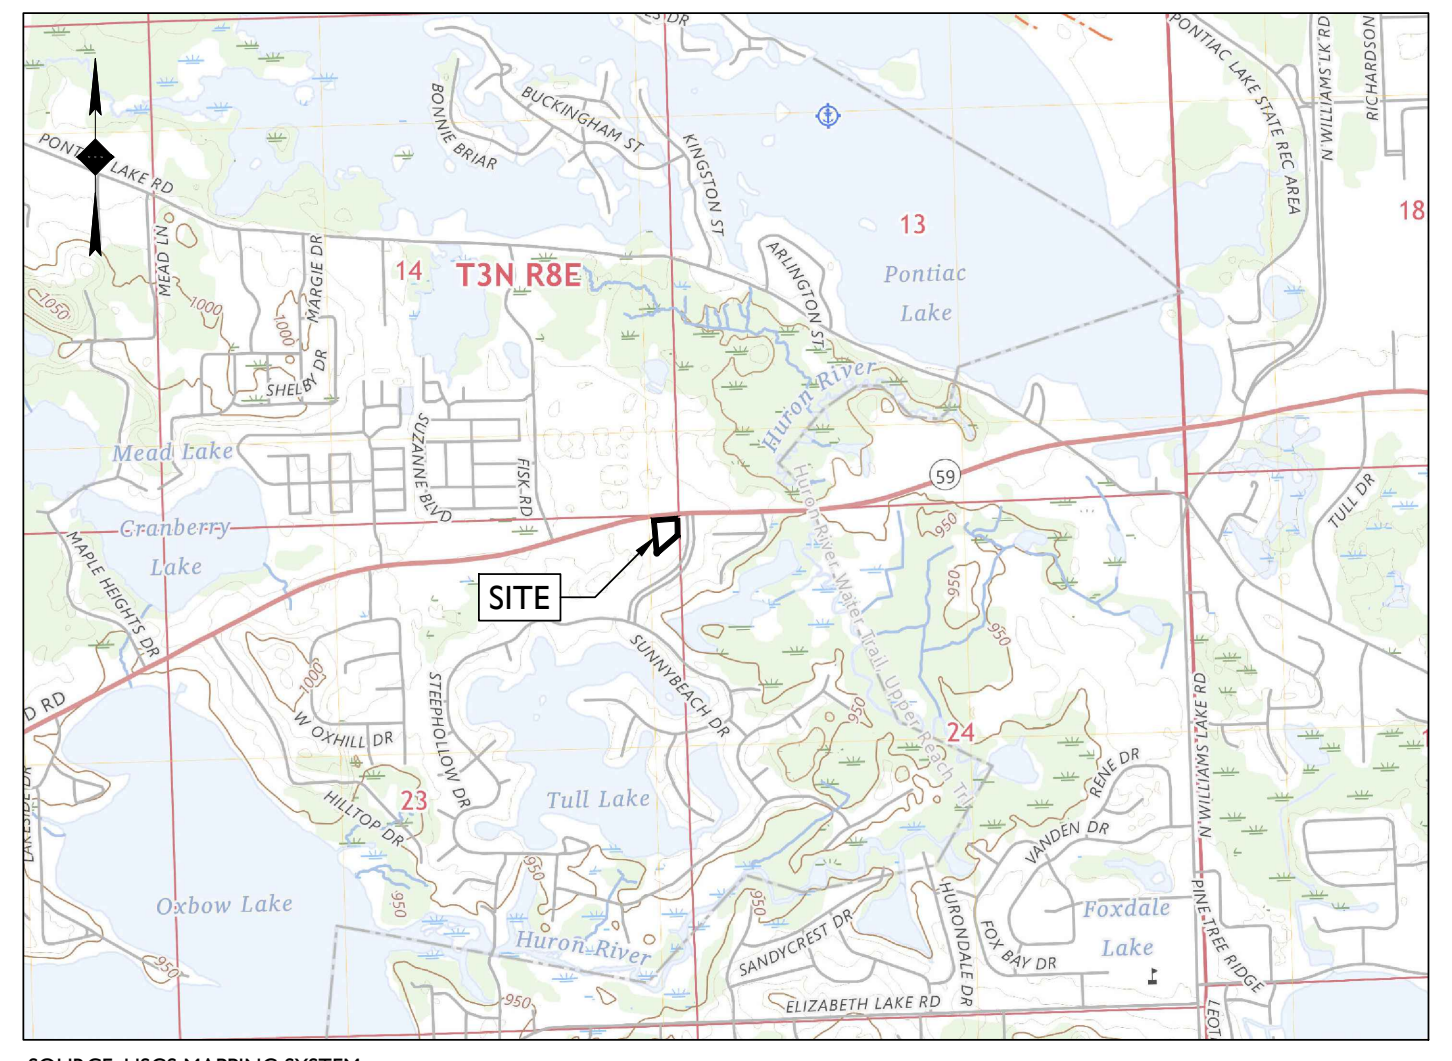 ES DR
PONTIAC LAKE STATE REC AREA
N WILLIAMS LK RD
RICHARDSON
BONNIE BRIAR
BUCKINGHAM ST
KINGSTON ST
LAKE RD
MEAD LN
MARGIE DR
13
18
14
T3N R8E
ARLINGTON ST
Pontiac
Lake
1050
1000
1000
SHELBY DR
Huron River
Mead Lake
SUZANNE BLVD
FISK RD
59
TULL DR
Cranberry
Lake
MAPLE HEIGHTS DR
SITE
950
950
950
Huron River Water Trail, Upper Reach Tr
SUNNYBEACH DR
STEEPHOLLOW DR
1000
W OXHILL DR
D RD
950
24
N WILLIAMS LAKE RD
RENE DR
LAKESIDE DR
23
HILLTOP DR
Tull Lake
VANDEN DR
950
950
950
Oxbow Lake
Huron River
SANDYCREST DR
HURONDALE DR
FOX BAY DR
Foxdale
Lake
PINE TREE RIDGE
950
950
ELIZABETH LAKE RD
LEOT
SOURCE: USGS MAPPING SYSTEM